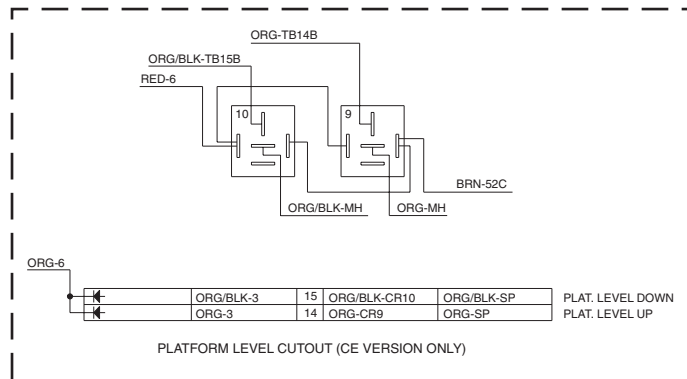 ORG-TB14B
ORG/BLK-TB15B
RED-6
10
9
BRN-52C
ORG/BLK-MH
ORG-MH
ORG-6
ORG/BLK-3 15 ORG/BLK-CR10 ORG/BLK-SP PLAT. LEVEL DOWN
ORG-3 14 ORG-CR9 ORG-SP PLAT. LEVEL UP
PLATFORM LEVEL CUTOUT (CE VERSION ONLY)